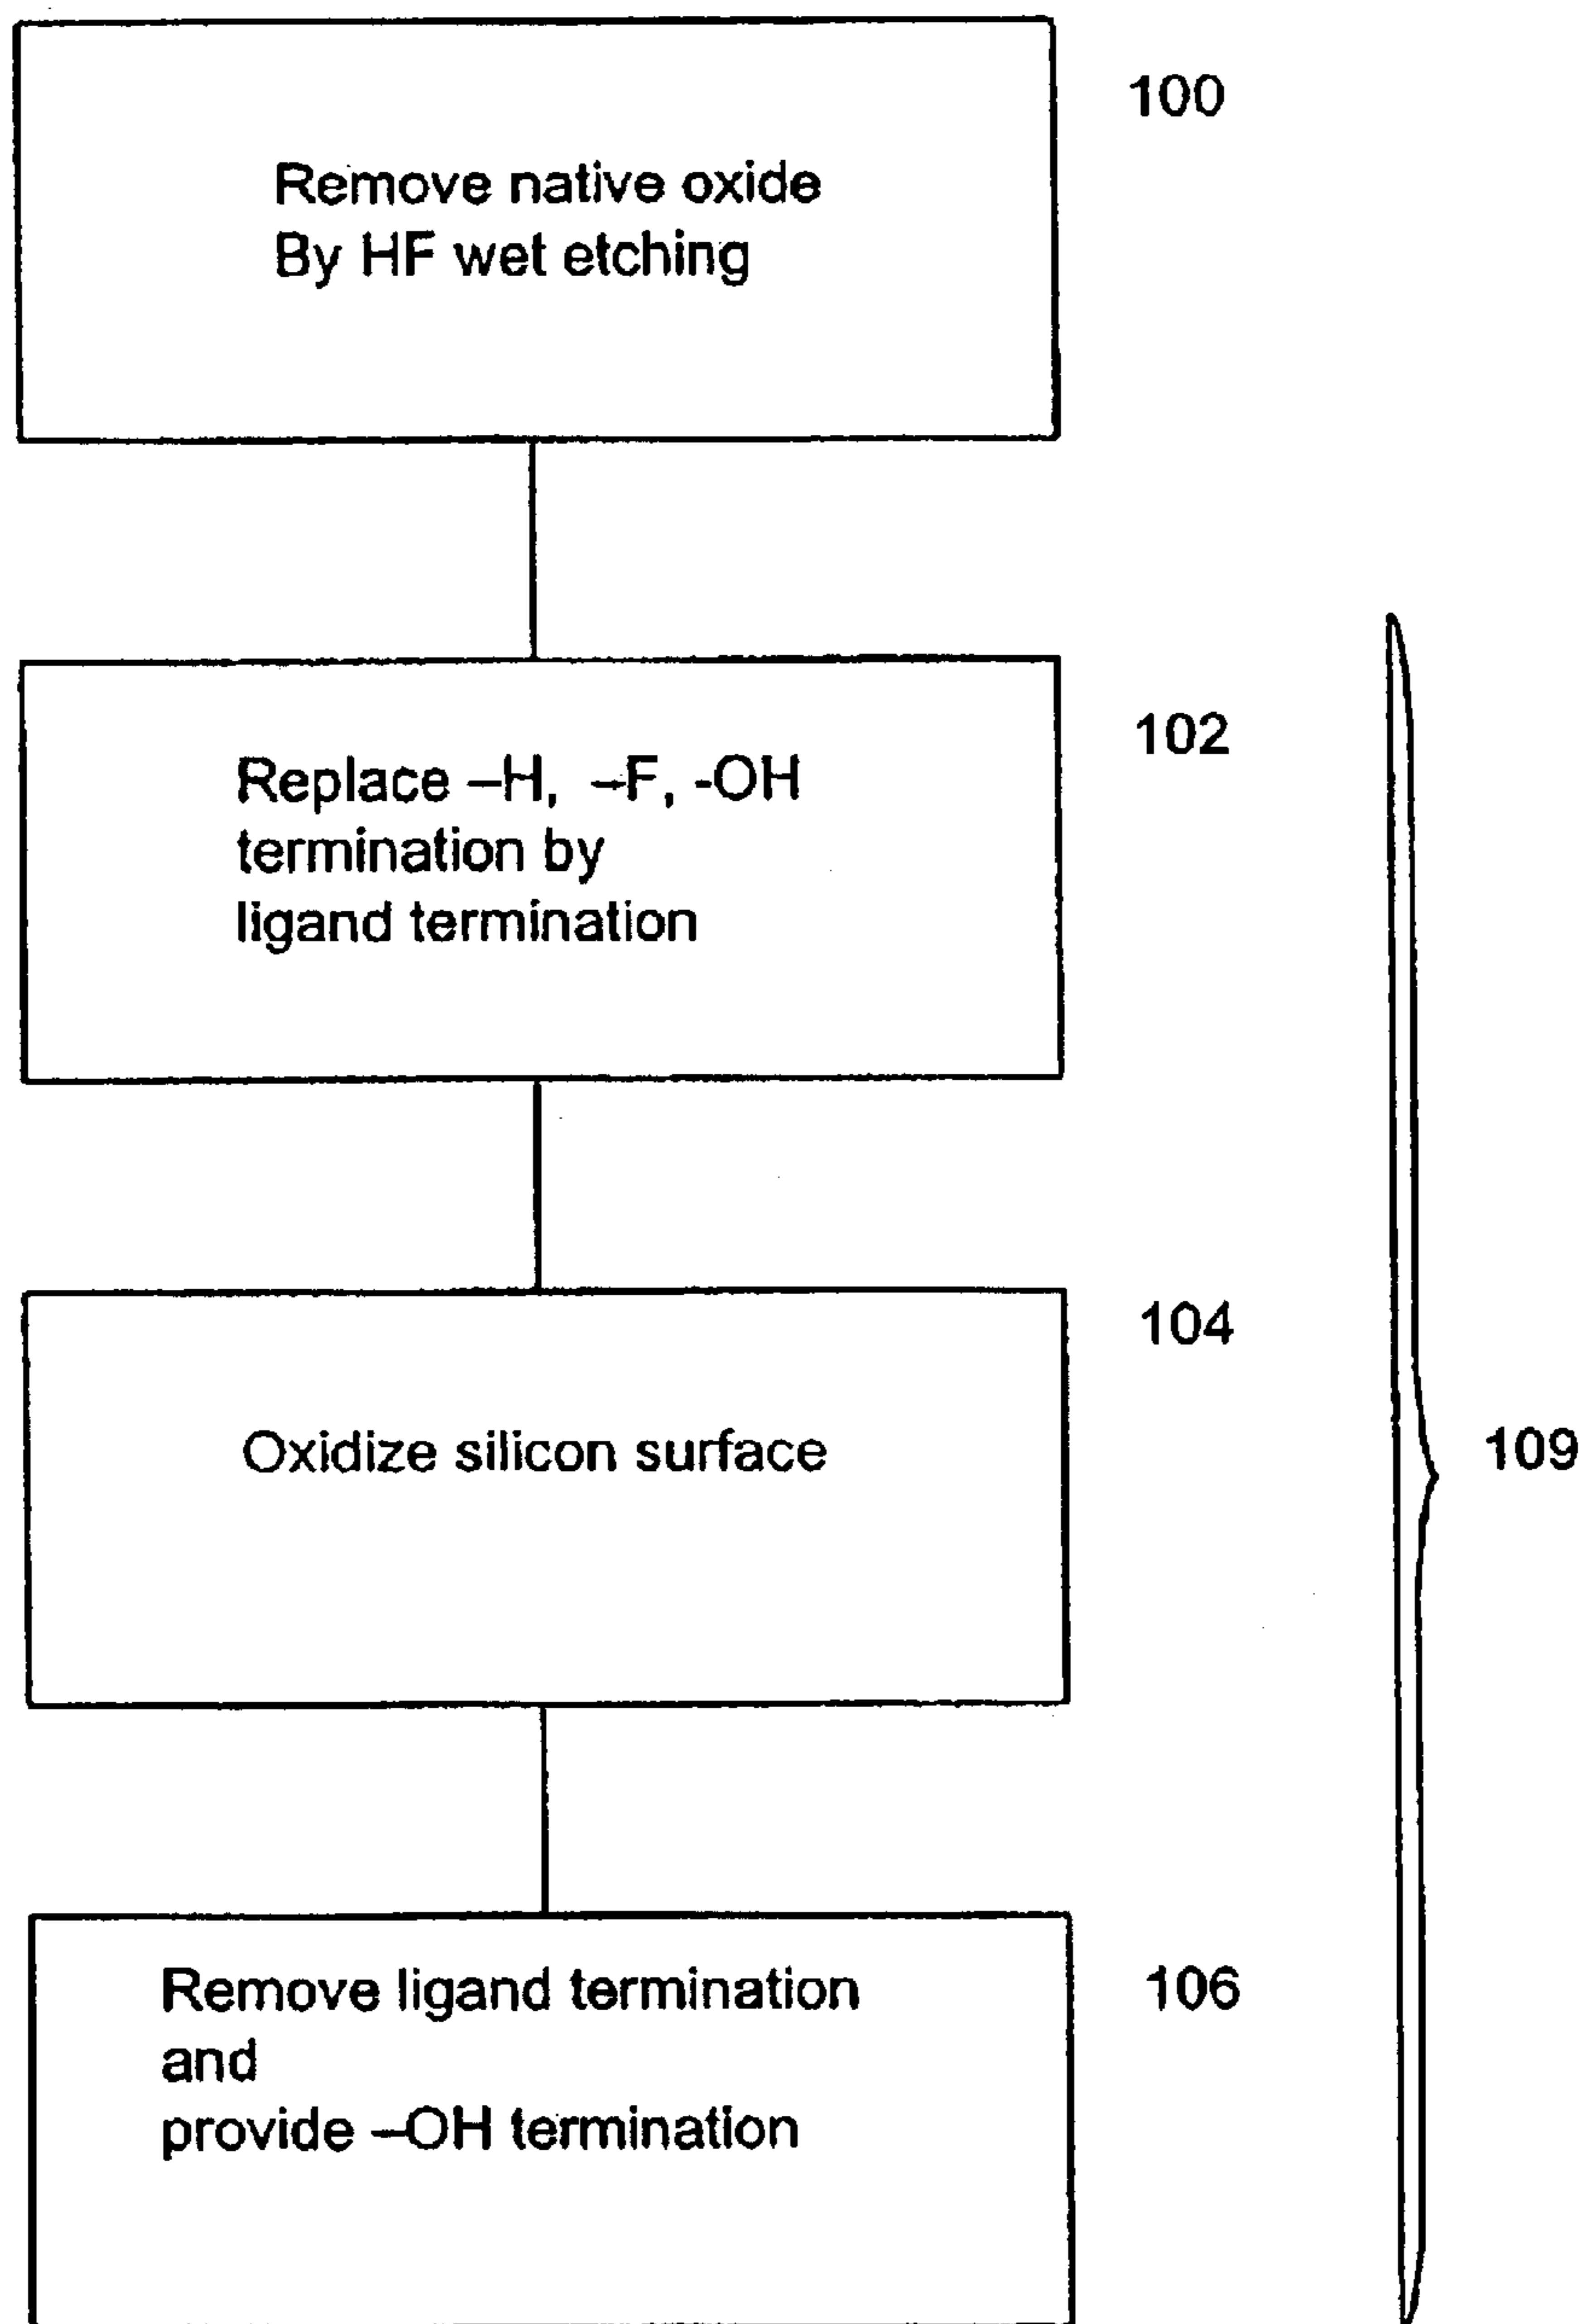 100
Remove native oxide
By HF wet etching
102
Replace –H, –F, -OH
termination by
ligand termination
104
Oxidize silicon surface
109
106
Remove ligand termination
and
provide –OH termination